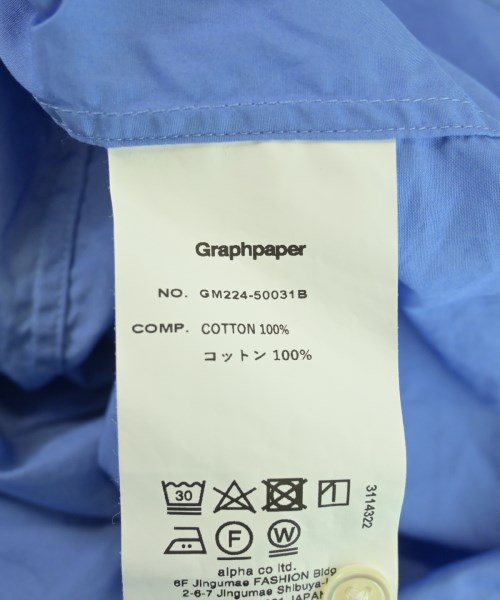 Graphpaper
NO. GM224-50031B
COMP. COTTON 100%
コットン 100%
30
F W
3114322
alpha co ltd.
6F Jingumae FASHION Bldg
2-6-7 Jingumae Shibuya-
JAPAN